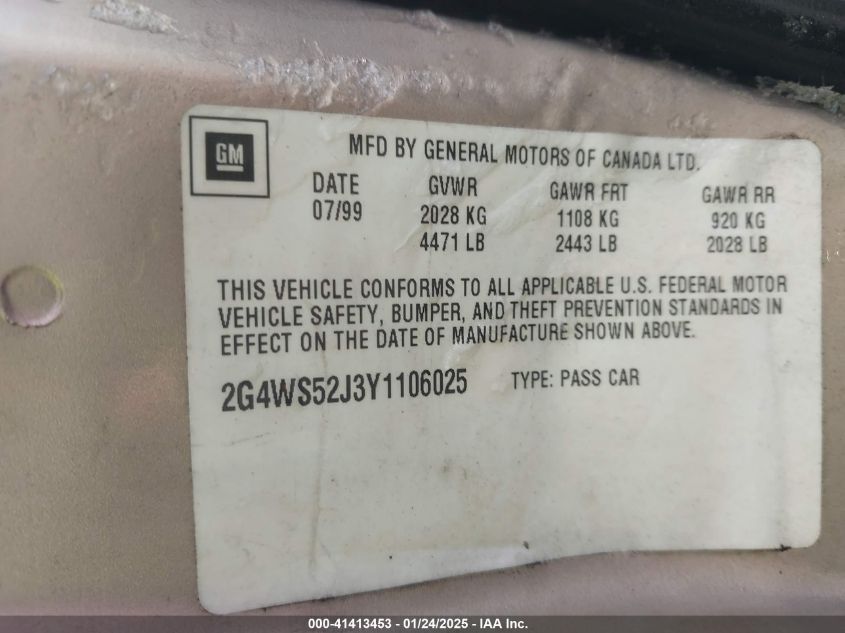 GM
MFD BY GENERAL MOTORS OF CANADA LTD.
DATE GVWR GAWR FRT GAWR RR
07/99 2028 KG 1108 KG 920 KG
4471 LB 2443 LB 2028 LB
THIS VEHICLE CONFORMS TO ALL APPLICABLE U.S. FEDERAL MOTOR
VEHICLE SAFETY, BUMPER, AND THEFT PREVENTION STANDARDS IN
EFFECT ON THE DATE OF MANUFACTURE SHOWN ABOVE.
2G4WS52J3Y1106025 TYPE: PASS CAR
000-41413453 - 01/24/2025 - IAA Inc.